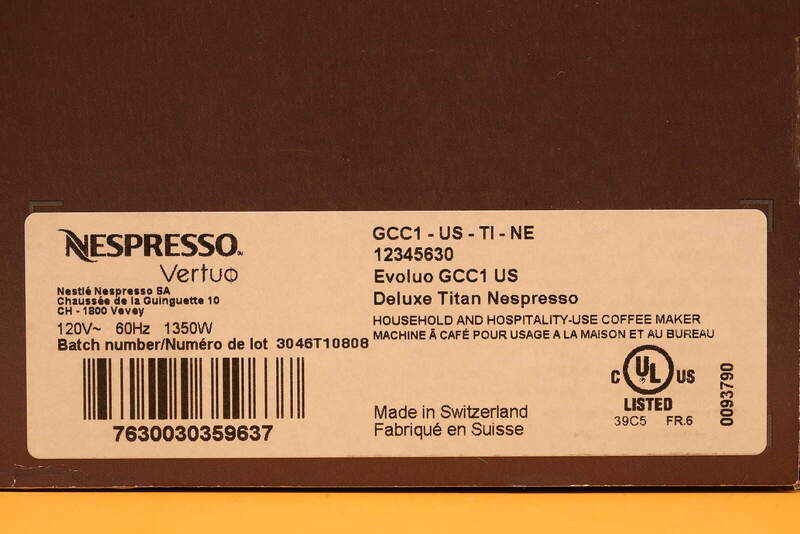 NESPRESSO
Vertuo
Nestlé Nespresso SA
Chaussée de la Guinguette 10
CH - 1800 Vevey
120V~ 60Hz 1350W
Batch number/Numéro de lot 3046T10808
7630030359637
GCC1 - US - TI - NE
12345630
Evoluo GCC1 US
Deluxe Titan Nespresso
HOUSEHOLD AND HOSPITALITY-USE COFFEE MAKER
MACHINE À CAFÉ POUR USAGE A LA MAISON ET AU BUREAU
Made in Switzerland
Fabriqué en Suisse
C UL US
LISTED
39C5 FR.6
0093790